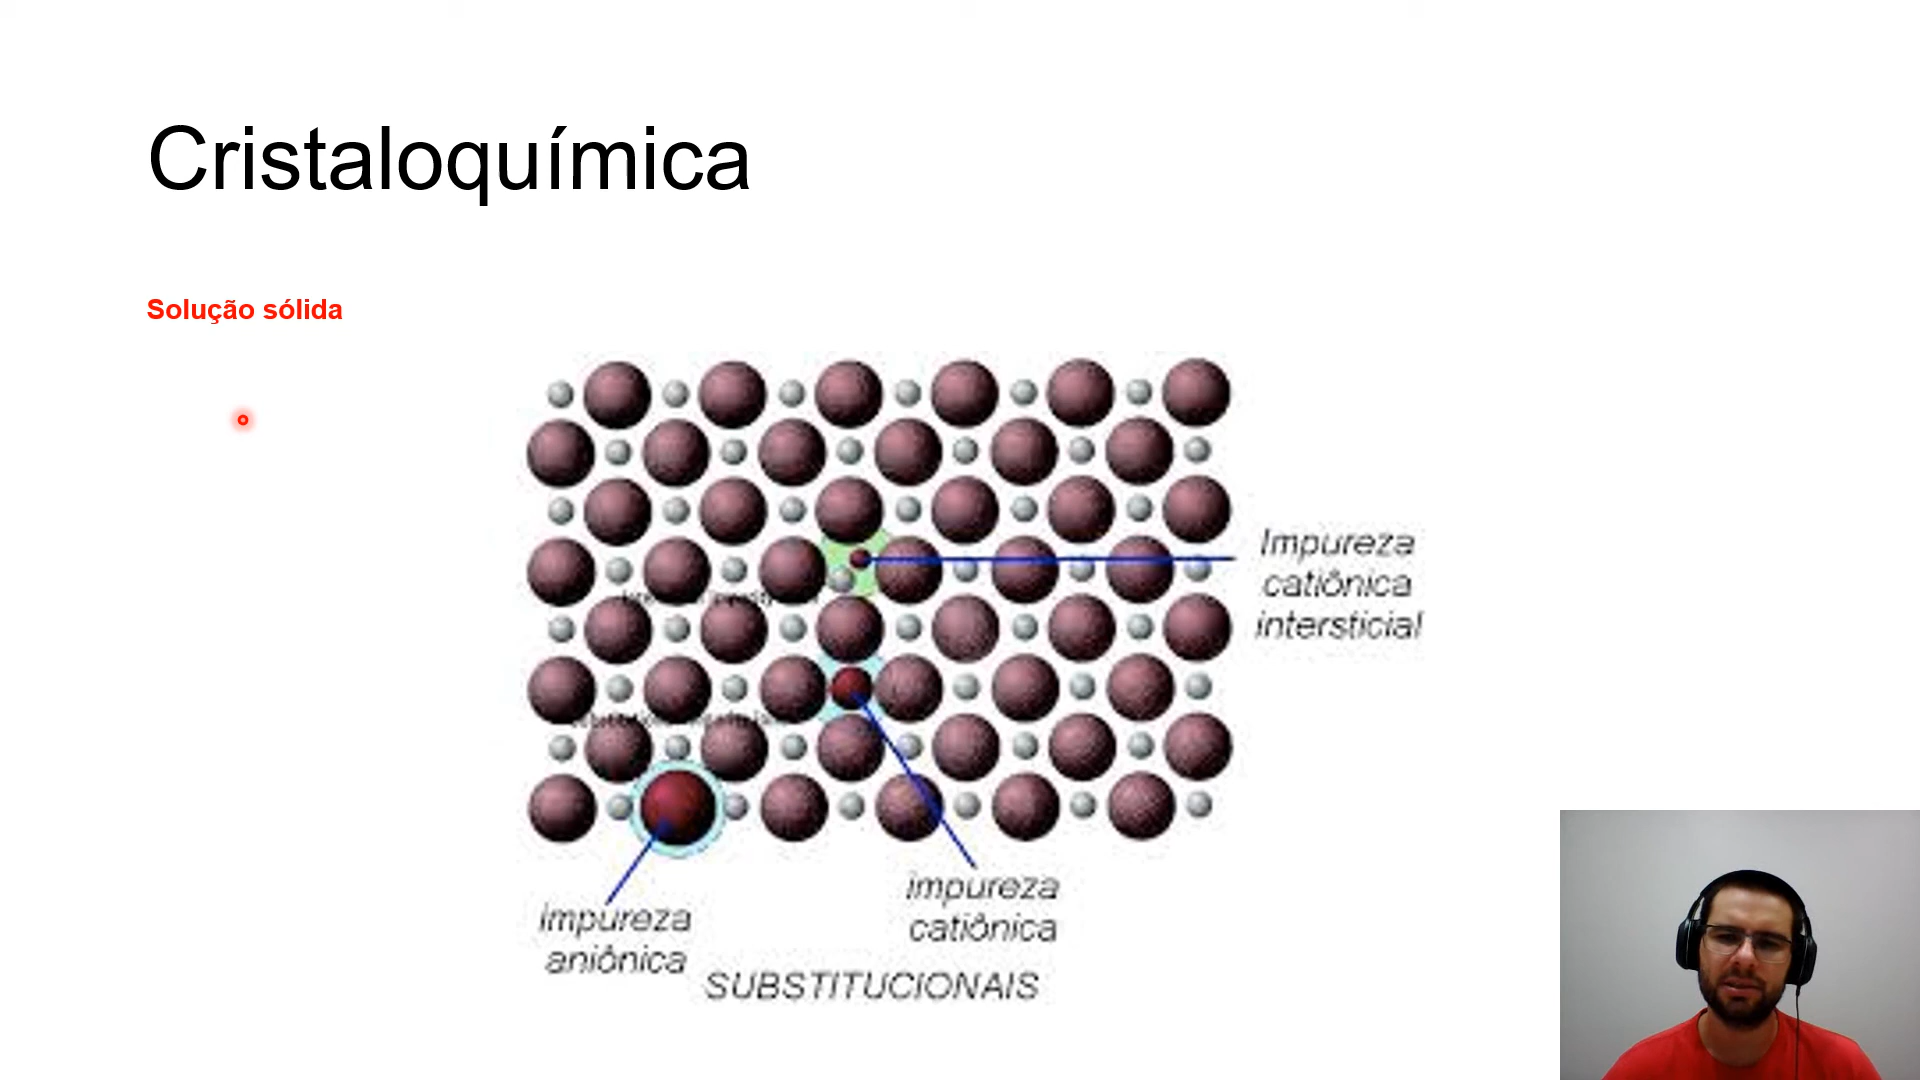 Cristaloquímica
Solução sólida
Impureza
catiônica
intersticial
impureza
catiônica
Impureza
aniônica
SUBSTITUCIONAIS